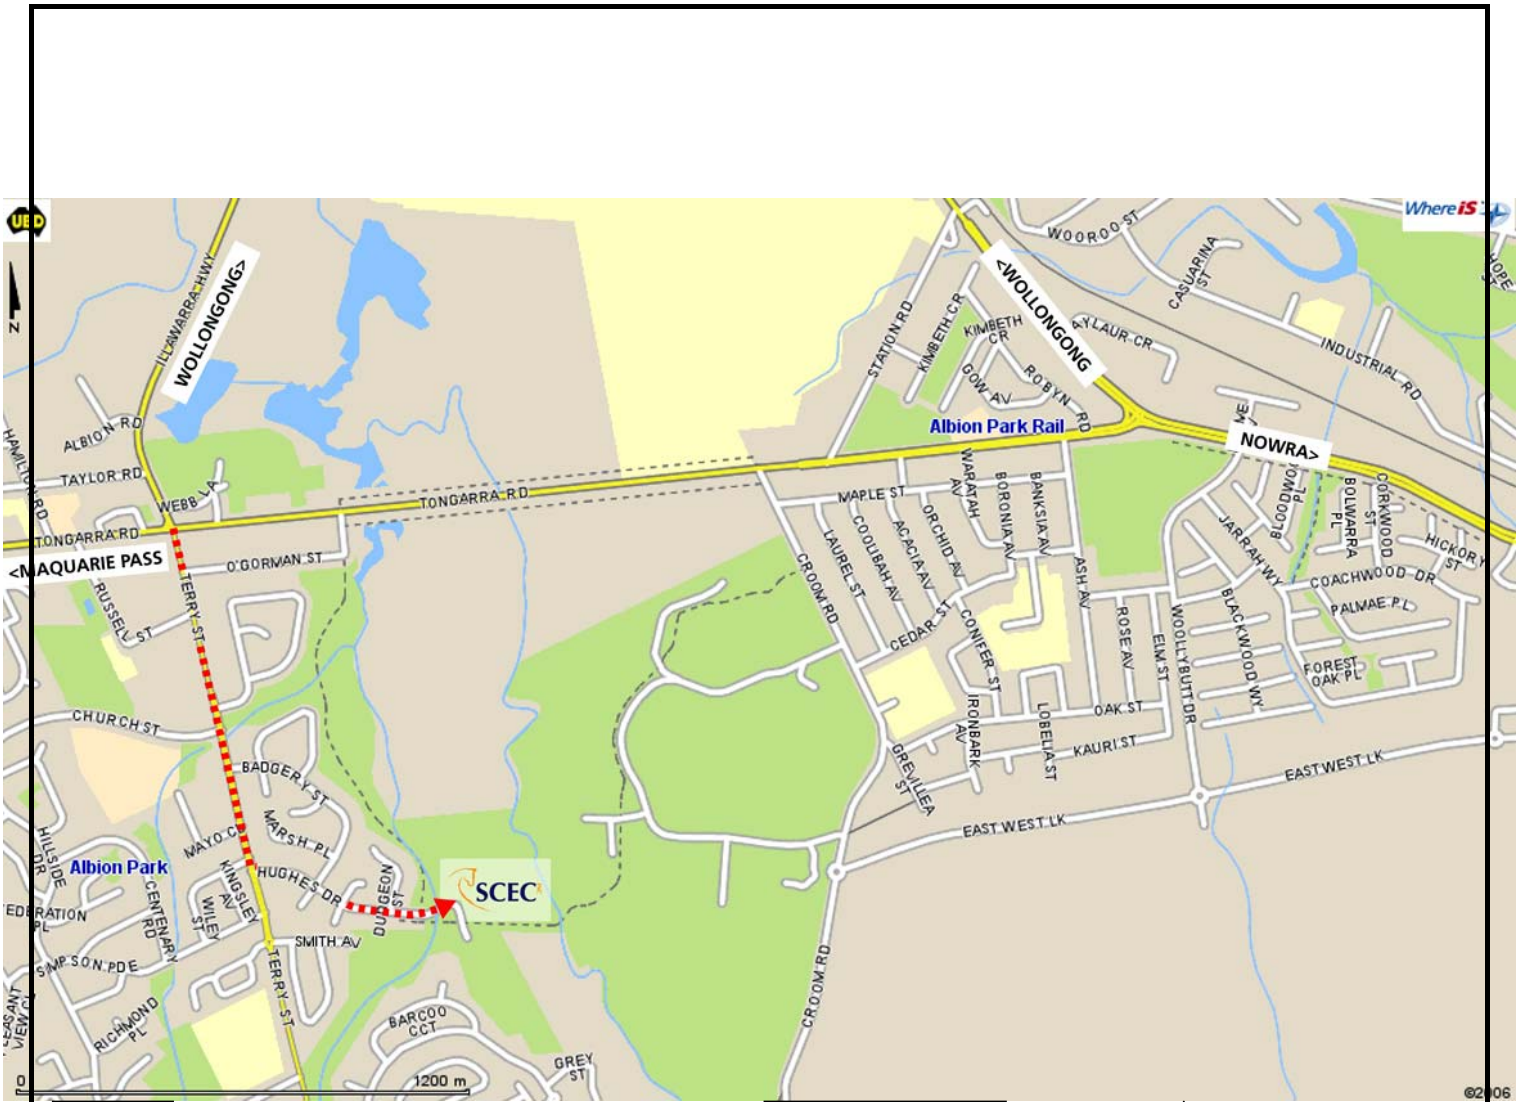 UBD
Whereis
N
ILLAWARRA HWY
WOLLONGONG>
<WOLLONGONG
WOOROO ST
CASUARINA ST
HOPE ST
STATION RD
KIMBETH CR
KIMBETH CR
AYLAUR CR
INDUSTRIAL RD
GOW AV
ROBYN RD
Albion Park Rail
NOWRA>
ALBION RD
HAMILTON RD
TAYLOR RD
WEBB LA
TONGARRA RD
TONGARRA RD
<MAQUARIE PASS
O'GORMAN ST
MAPLE ST
WARATAH AV
BORONIA AV
BANKSIA AV
ORCHID AV
ACACIA AV
COOLIBAH AV
LAUREL ST
CROOM RD
CEDAR ST
CONIFER ST
ASH AV
ROSE AV
ELM ST
WOOLLYBUTT DR
JARRAH WY
BLACKWOOD WY
PL
BOLWARRA PL
CORKWOOD ST
HICKORY ST
COACHWOOD DR
PALMAE PL
FOREST OAK PL
RUSSELL ST
TERRY ST
CHURCH ST
OAK ST
KAURI ST
IRONBARK AV
LOBELIA ST
GREVILLEA ST
EAST WEST LK
EAST WEST LK
BADGERY ST
MARSH PL
HUGHES DR
DUDGEON ST
SCEC
HILLSIDE DR
Albion Park
KINGSLEY AV
WILEY ST
CENTENARY RD
PL
SIMPSON PDE
SMITH AV
TERRY ST
RICHMOND PL
BARCOO CCT
GREY ST
CROOM RD
0
1200 m
©2006